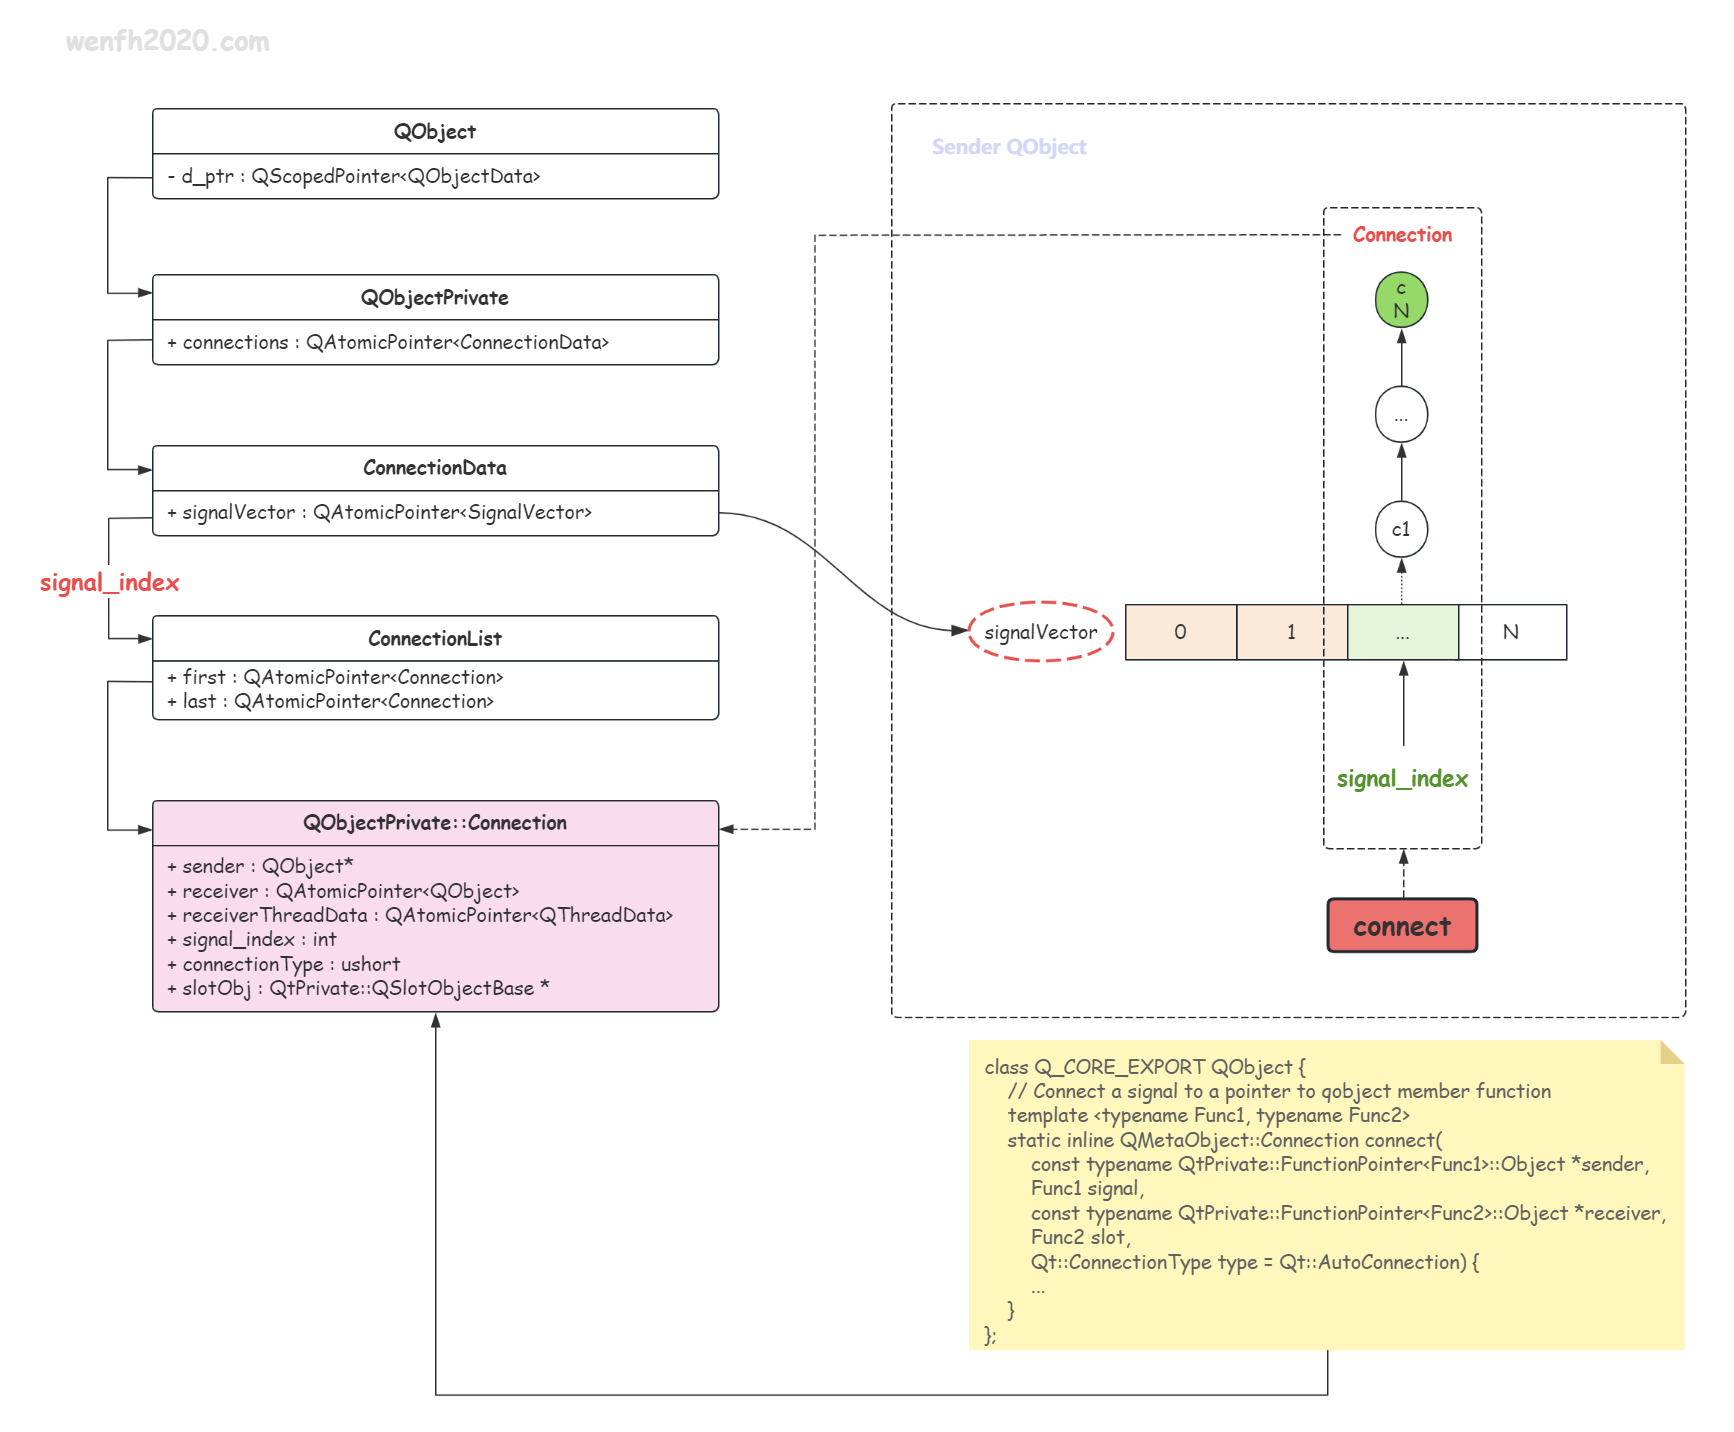 wenfh2020.com
QObject
- d_ptr : QScopedPointer<QObjectData>
QObjectPrivate
+ connections : QAtomicPointer<ConnectionData>
ConnectionData
+ signalVector : QAtomicPointer<SignalVector>
signal_index
ConnectionList
+ first : QAtomicPointer<Connection>
+ last : QAtomicPointer<Connection>
QObjectPrivate::Connection
+ sender : QObject*
+ receiver : QAtomicPointer<QObject>
+ receiverThreadData : QAtomicPointer<QThreadData>
+ signal_index : int
+ connectionType : ushort
+ slotObj : QtPrivate::QSlotObjectBase *
Sender QObject
Connection
c
N
...
c1
signalVector
0
1
...
N
signal_index
connect
class Q_CORE_EXPORT QObject {
// Connect a signal to a pointer to qobject member function
template <typename Func1, typename Func2>
static inline QMetaObject::Connection connect(
const typename QtPrivate::FunctionPointer<Func1>::Object *sender,
Func1 signal,
const typename QtPrivate::FunctionPointer<Func2>::Object *receiver,
Func2 slot,
Qt::ConnectionType type = Qt::AutoConnection) {
...
}
};